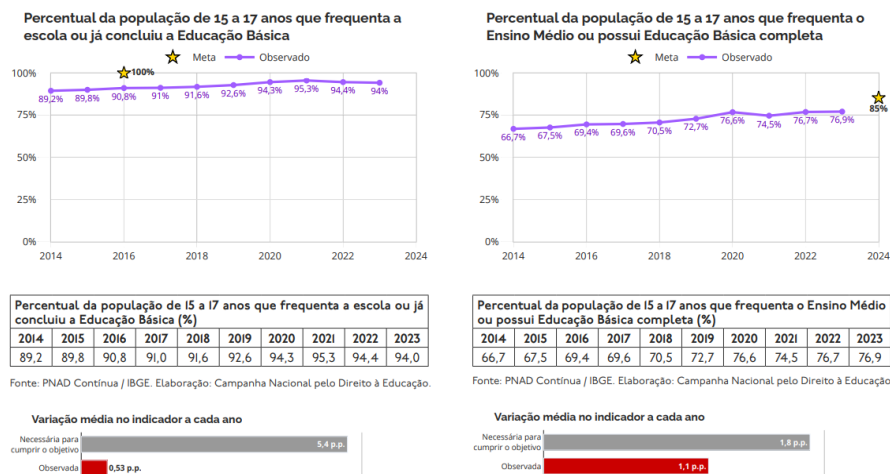 Percentual da população de 15 a 17 anos que frequenta a
escola ou já concluiu a Educação Básica
Meta Observado
100%
75%
50%
25%
0%
100%
89,2% 89,8% 90,8% 91% 91,6% 92,6% 94,3% 95,3% 94,4% 94%
2014 2016 2018 2020 2022 2024
Percentual da população de 15 a 17 anos que frequenta a escola ou já
concluiu a Educação Básica (%)
2014 2015 2016 2017 2018 2019 2020 2021 2022 2023
89,2 89,8 90,8 91,0 91,6 92,6 94,3 95,3 94,4 94,0
Fonte: PNAD Contínua / IBGE. Elaboração: Campanha Nacional pelo Direito à Educação.
Variação média no indicador a cada ano
Necessária para
cumprir o objetivo
5,4 p.p.
Observada
0,53 p.p.
Percentual da população de 15 a 17 anos que frequenta o
Ensino Médio ou possui Educação Básica completa
Meta Observado
100%
75%
50%
25%
0%
85%
66,7% 67,5% 69,4% 69,6% 70,5% 72,7% 76,6% 74,5% 76,7% 76,9%
2014 2016 2018 2020 2022 2024
Percentual da população de 15 a 17 anos que frequenta o Ensino Médio
ou possui Educação Básica completa (%)
2014 2015 2016 2017 2018 2019 2020 2021 2022 2023
66,7 67,5 69,4 69,6 70,5 72,7 76,6 74,5 76,7 76,9
Fonte: PNAD Contínua / IBGE. Elaboração: Campanha Nacional pelo Direito à Educação
Variação média no indicador a cada ano
Necessária para
cumprir o objetivo
1,8 p.p.
Observada
1,1 p.p.